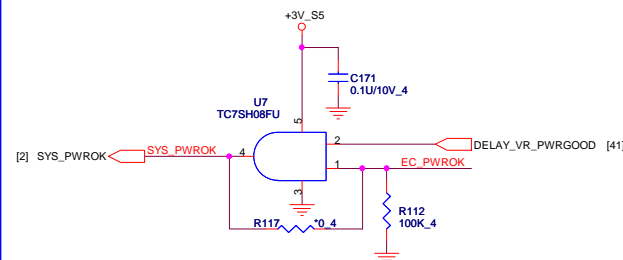 +3V_S5
C171
0.1U/10V_4
U7
TC7SH08FU
5
2
DELAY_VR_PWRGOOD [41]
[2] SYS_PWROK
SYS_PWROK
4
1
EC_PWROK
3
R117
*0_4
R112
100K_4